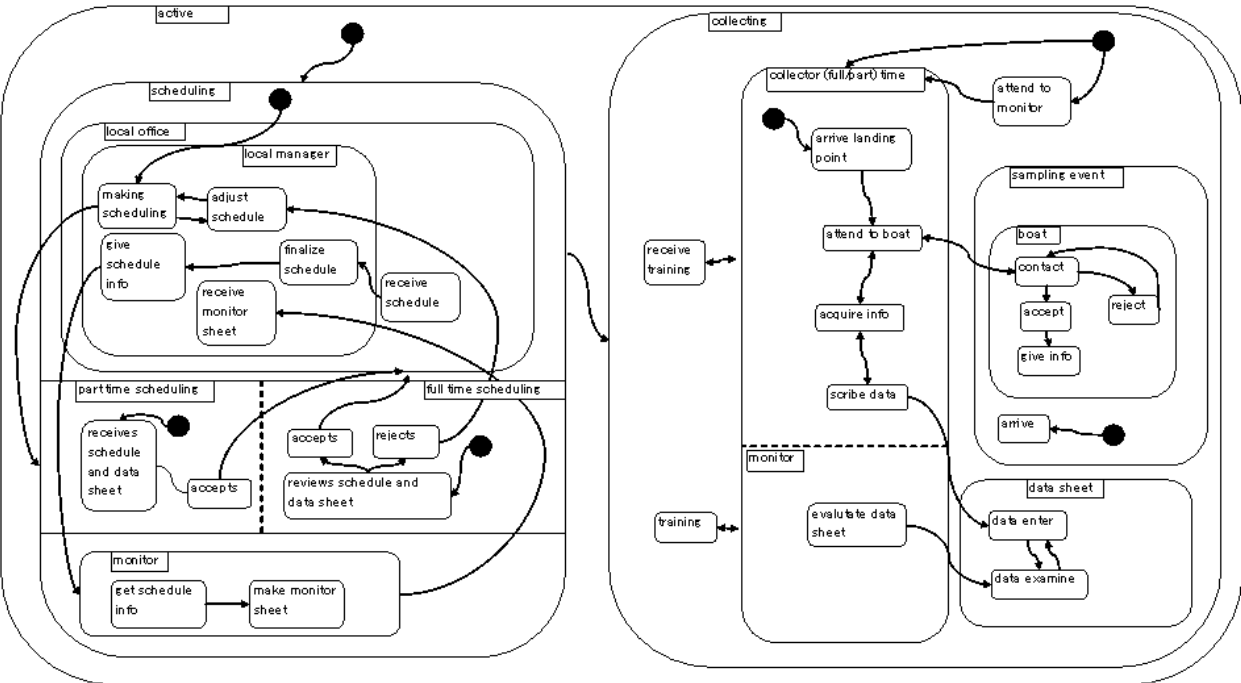 active
scheduling
local office
local manager
making
scheduling
adjust
schedule
give
schedule
info
finalize
schedule
receive
schedule
receive
monitor
sheet
part time scheduling
full time scheduling
receives
schedule
and data
sheet
accepts
accepts
rejects
reviews schedule and
data sheet
monitor
get schedule
info
make monitor
sheet
collecting
collector (full/part) time
attend to
monitor
arrive landing
point
attend to boat
receive
training
acquire info
scribe data
monitor
training
evalutate data
sheet
sampling event
boat
contact
accept
reject
give info
arrive
data sheet
data enter
data examine